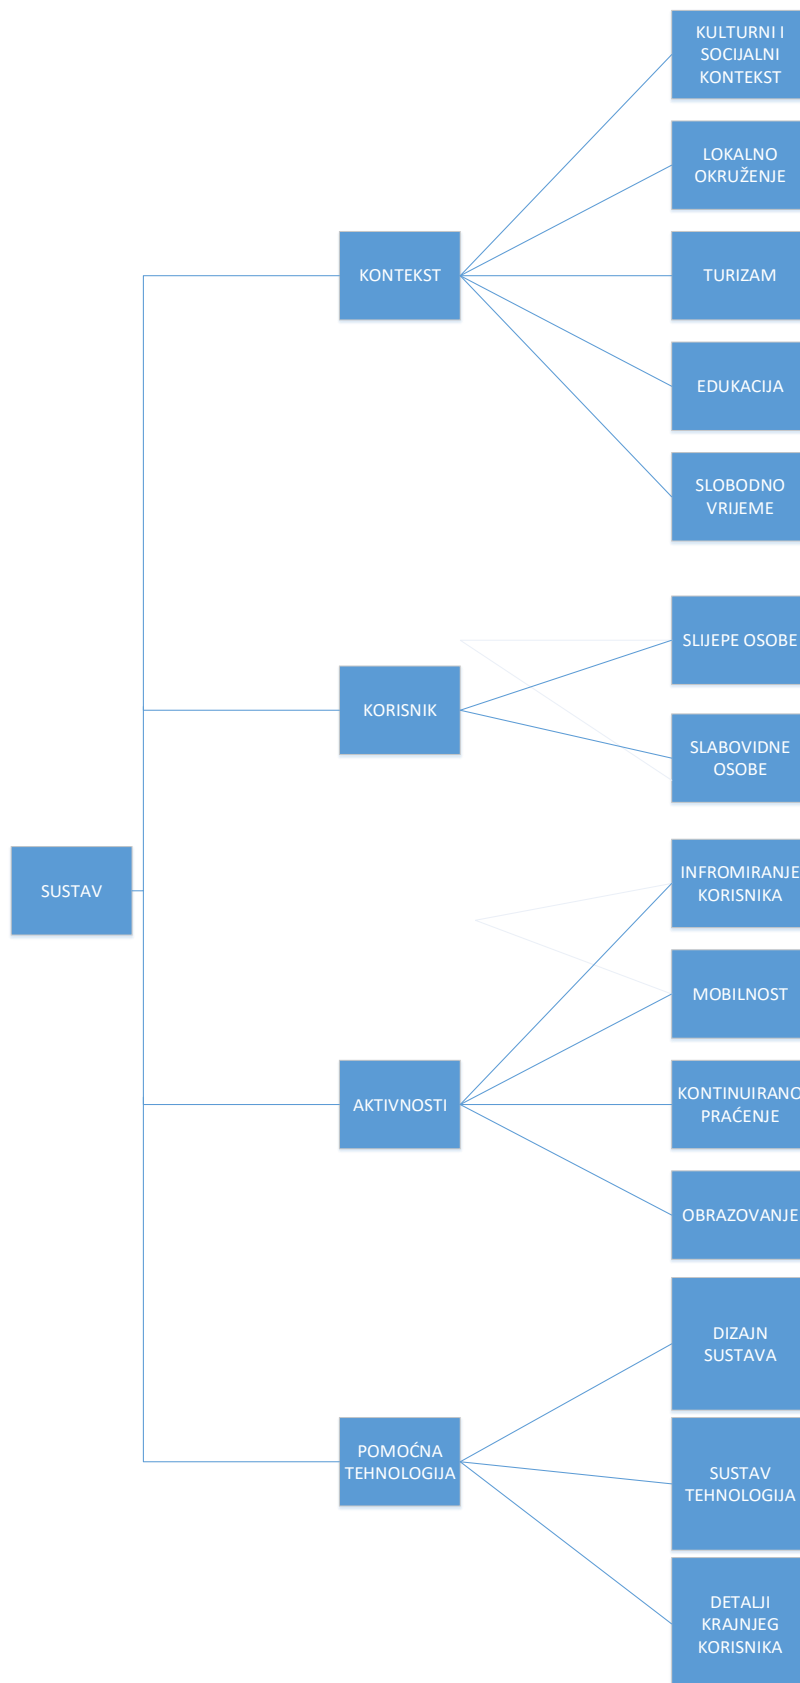 KULTURNI I
SOCIJALNI
KONTEKST
LOKALNO
OKRUŽENJE
KONTEKST
TURIZAM
EDUKACIJA
SLOBODNO
VRIJEME
SLIJEPE OSOBE
KORISNIK
SLABOVIDNE
OSOBE
SUSTAV
INFROMIRANJE
KORISNIKA
MOBILNOST
AKTIVNOSTI
KONTINUIRANO
PRAĆENJE
OBRAZOVANJE
DIZAJN
SUSTAVA
POMOĆNA
TEHNOLOGIJA
SUSTAV
TEHNOLOGIJA
DETALJI
KRAJNJEG
KORISNIKA